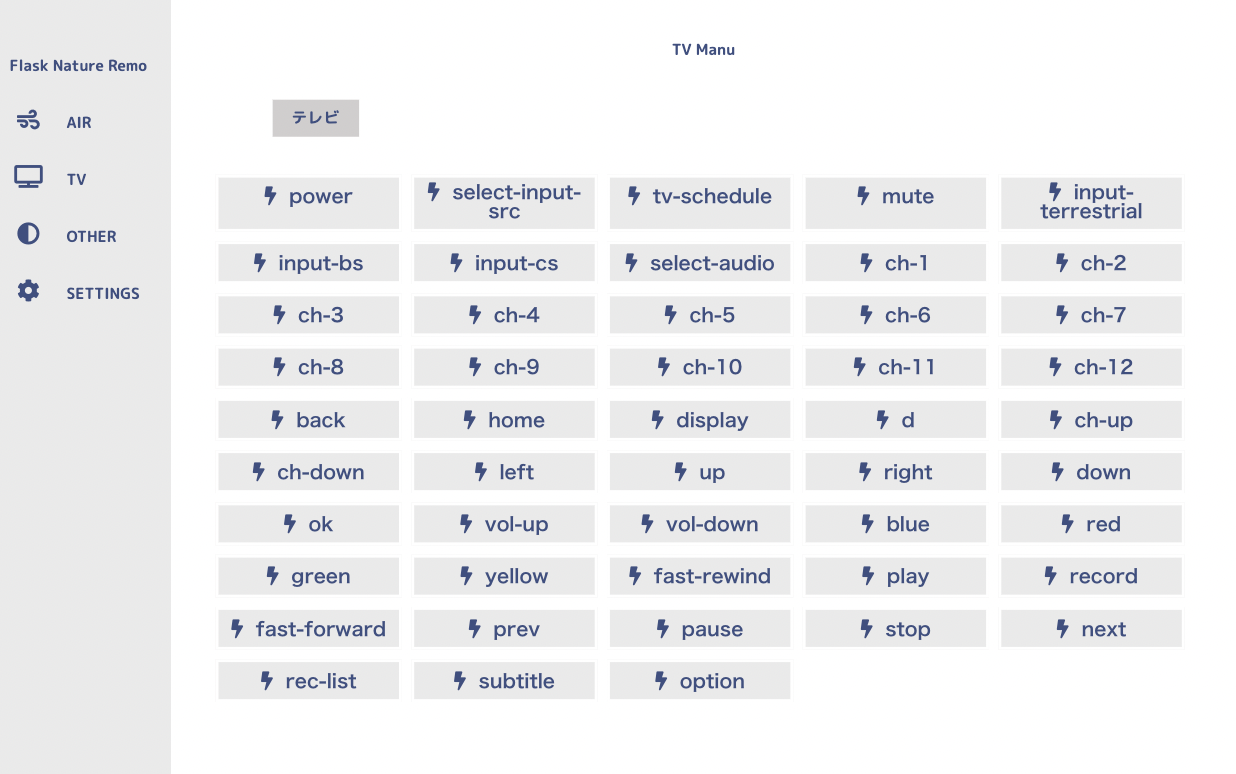 Flask Nature Remo
AIR
TV
OTHER
SETTINGS
TV Manu
テレビ
power
select-input-
src
tv-schedule
mute
input-
terrestrial
input-bs
input-cs
select-audio
ch-1
ch-2
ch-3
ch-4
ch-5
ch-6
ch-7
ch-8
ch-9
ch-10
ch-11
ch-12
back
home
display
d
ch-up
ch-down
left
up
right
down
ok
vol-up
vol-down
blue
red
green
yellow
fast-rewind
play
record
fast-forward
prev
pause
stop
next
rec-list
subtitle
option